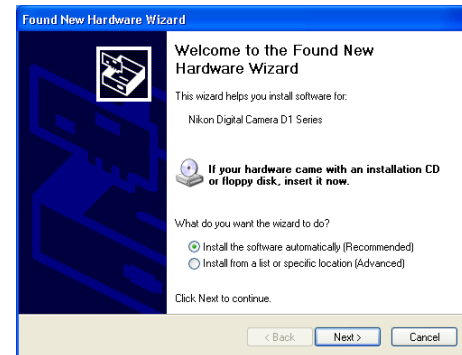 Found New Hardware Wizard
Welcome to the Found New
Hardware Wizard
This wizard helps you install software for:
Nikon Digital Camera D1 Series
If your hardware came with an installation CD
or floppy disk, insert it now.
What do you want the wizard to do?
Install the software automatically (Recommended)
Install from a list or specific location (Advanced)
Click Next to continue.
< Back Next > Cancel